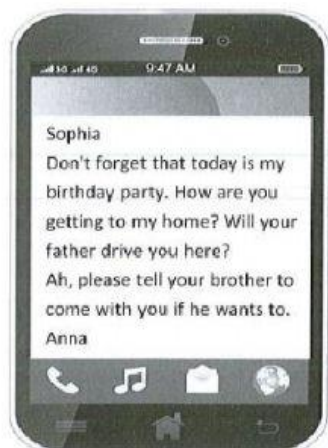 9:47 AM
Sophia
Don't forget that today is my
birthday party. How are you
getting to my home? Will your
father drive you here?
Ah, please tell your brother to
come with you if he wants to.
Anna